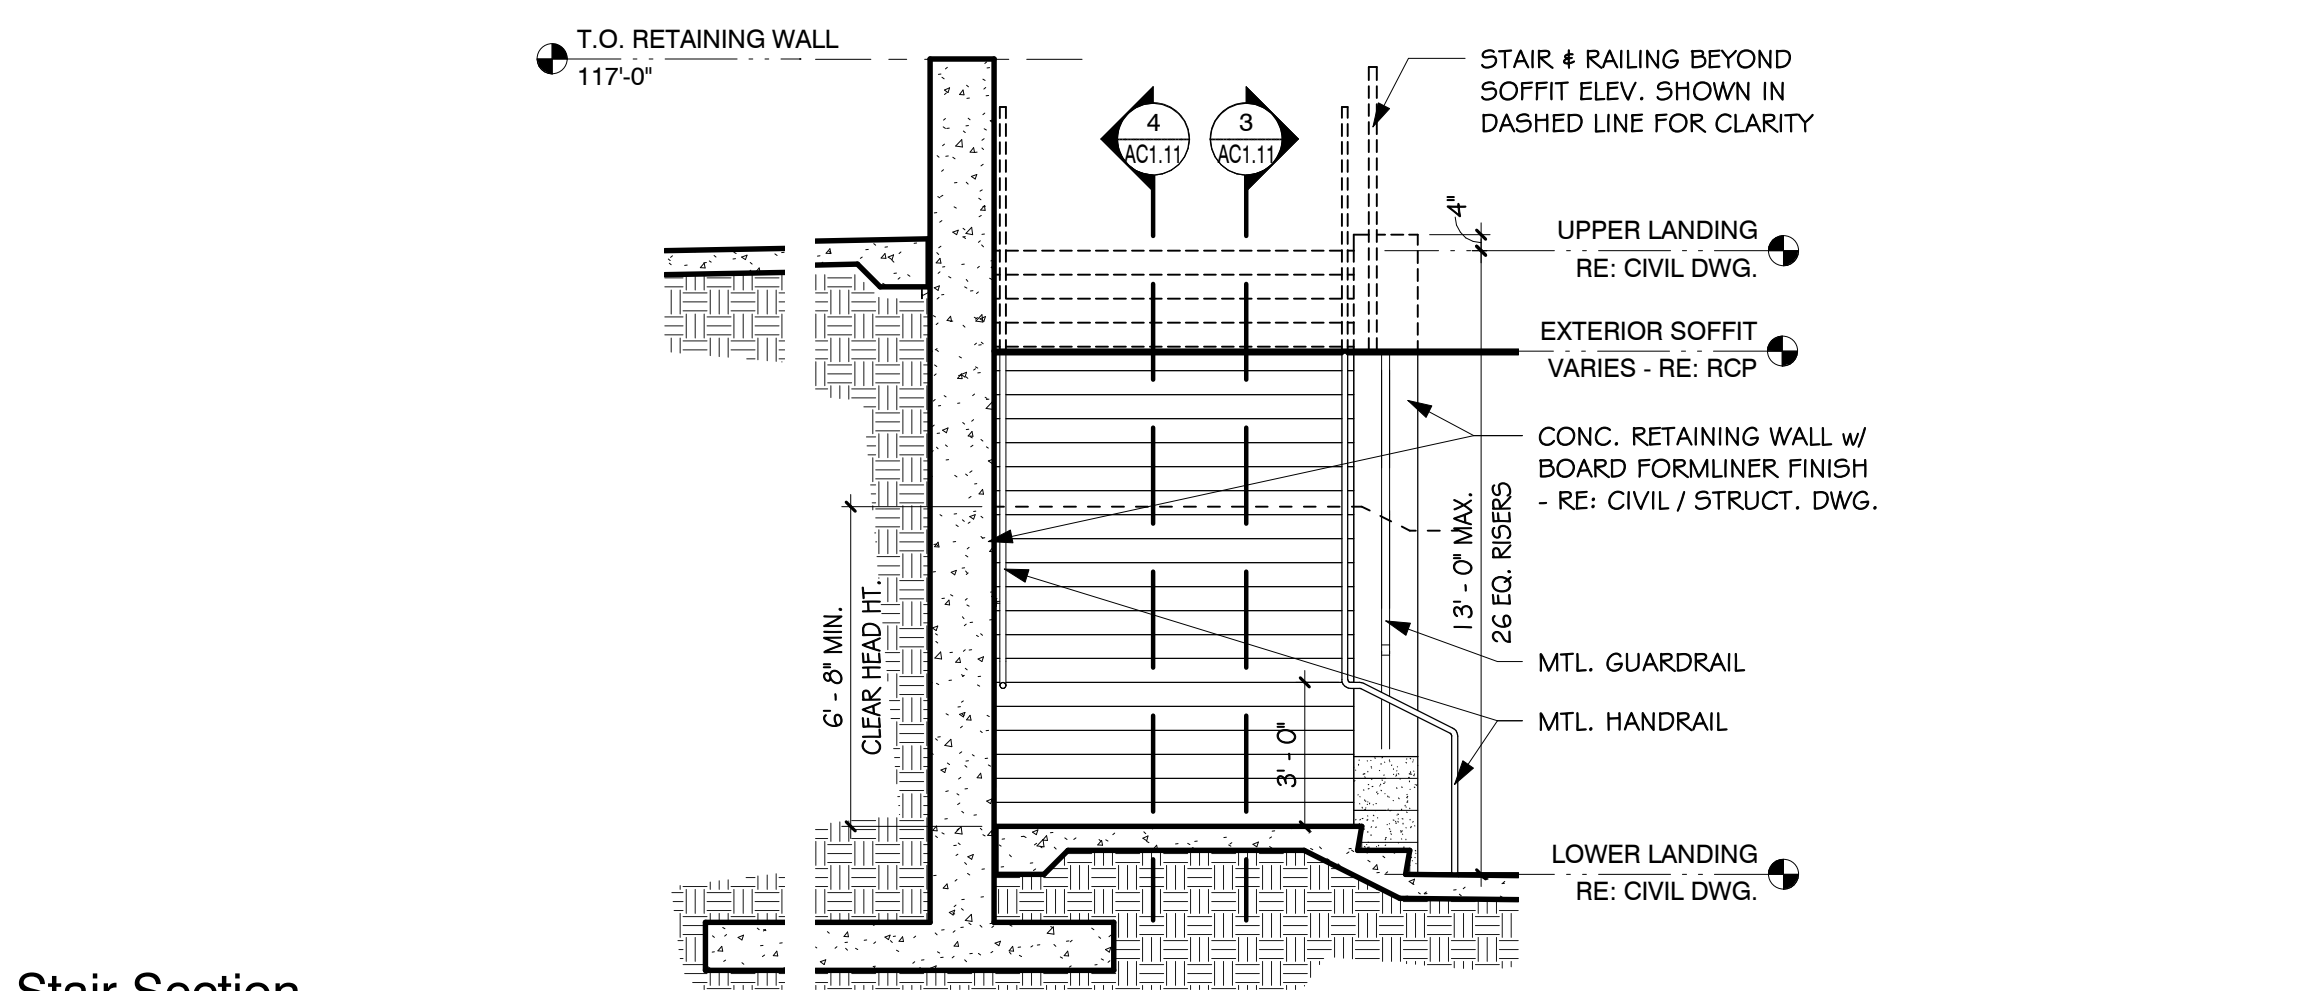 T.O. RETAINING WALL
117'-0"
4
AC1.11
3
AC1.11
STAIR & RAILING BEYOND
SOFFIT ELEV. SHOWN IN
DASHED LINE FOR CLARITY
4"
UPPER LANDING
RE: CIVIL DWG.
EXTERIOR SOFFIT
VARIES - RE: RCP
CONC. RETAINING WALL w/
BOARD FORMLINER FINISH
- RE: CIVIL / STRUCT. DWG.
13' - 0" MAX.
26 EQ. RISERS
6' - 8" MIN.
CLEAR HEAD HT.
MTL. GUARDRAIL
MTL. HANDRAIL
3' - 0"
LOWER LANDING
RE: CIVIL DWG.
Stair Section